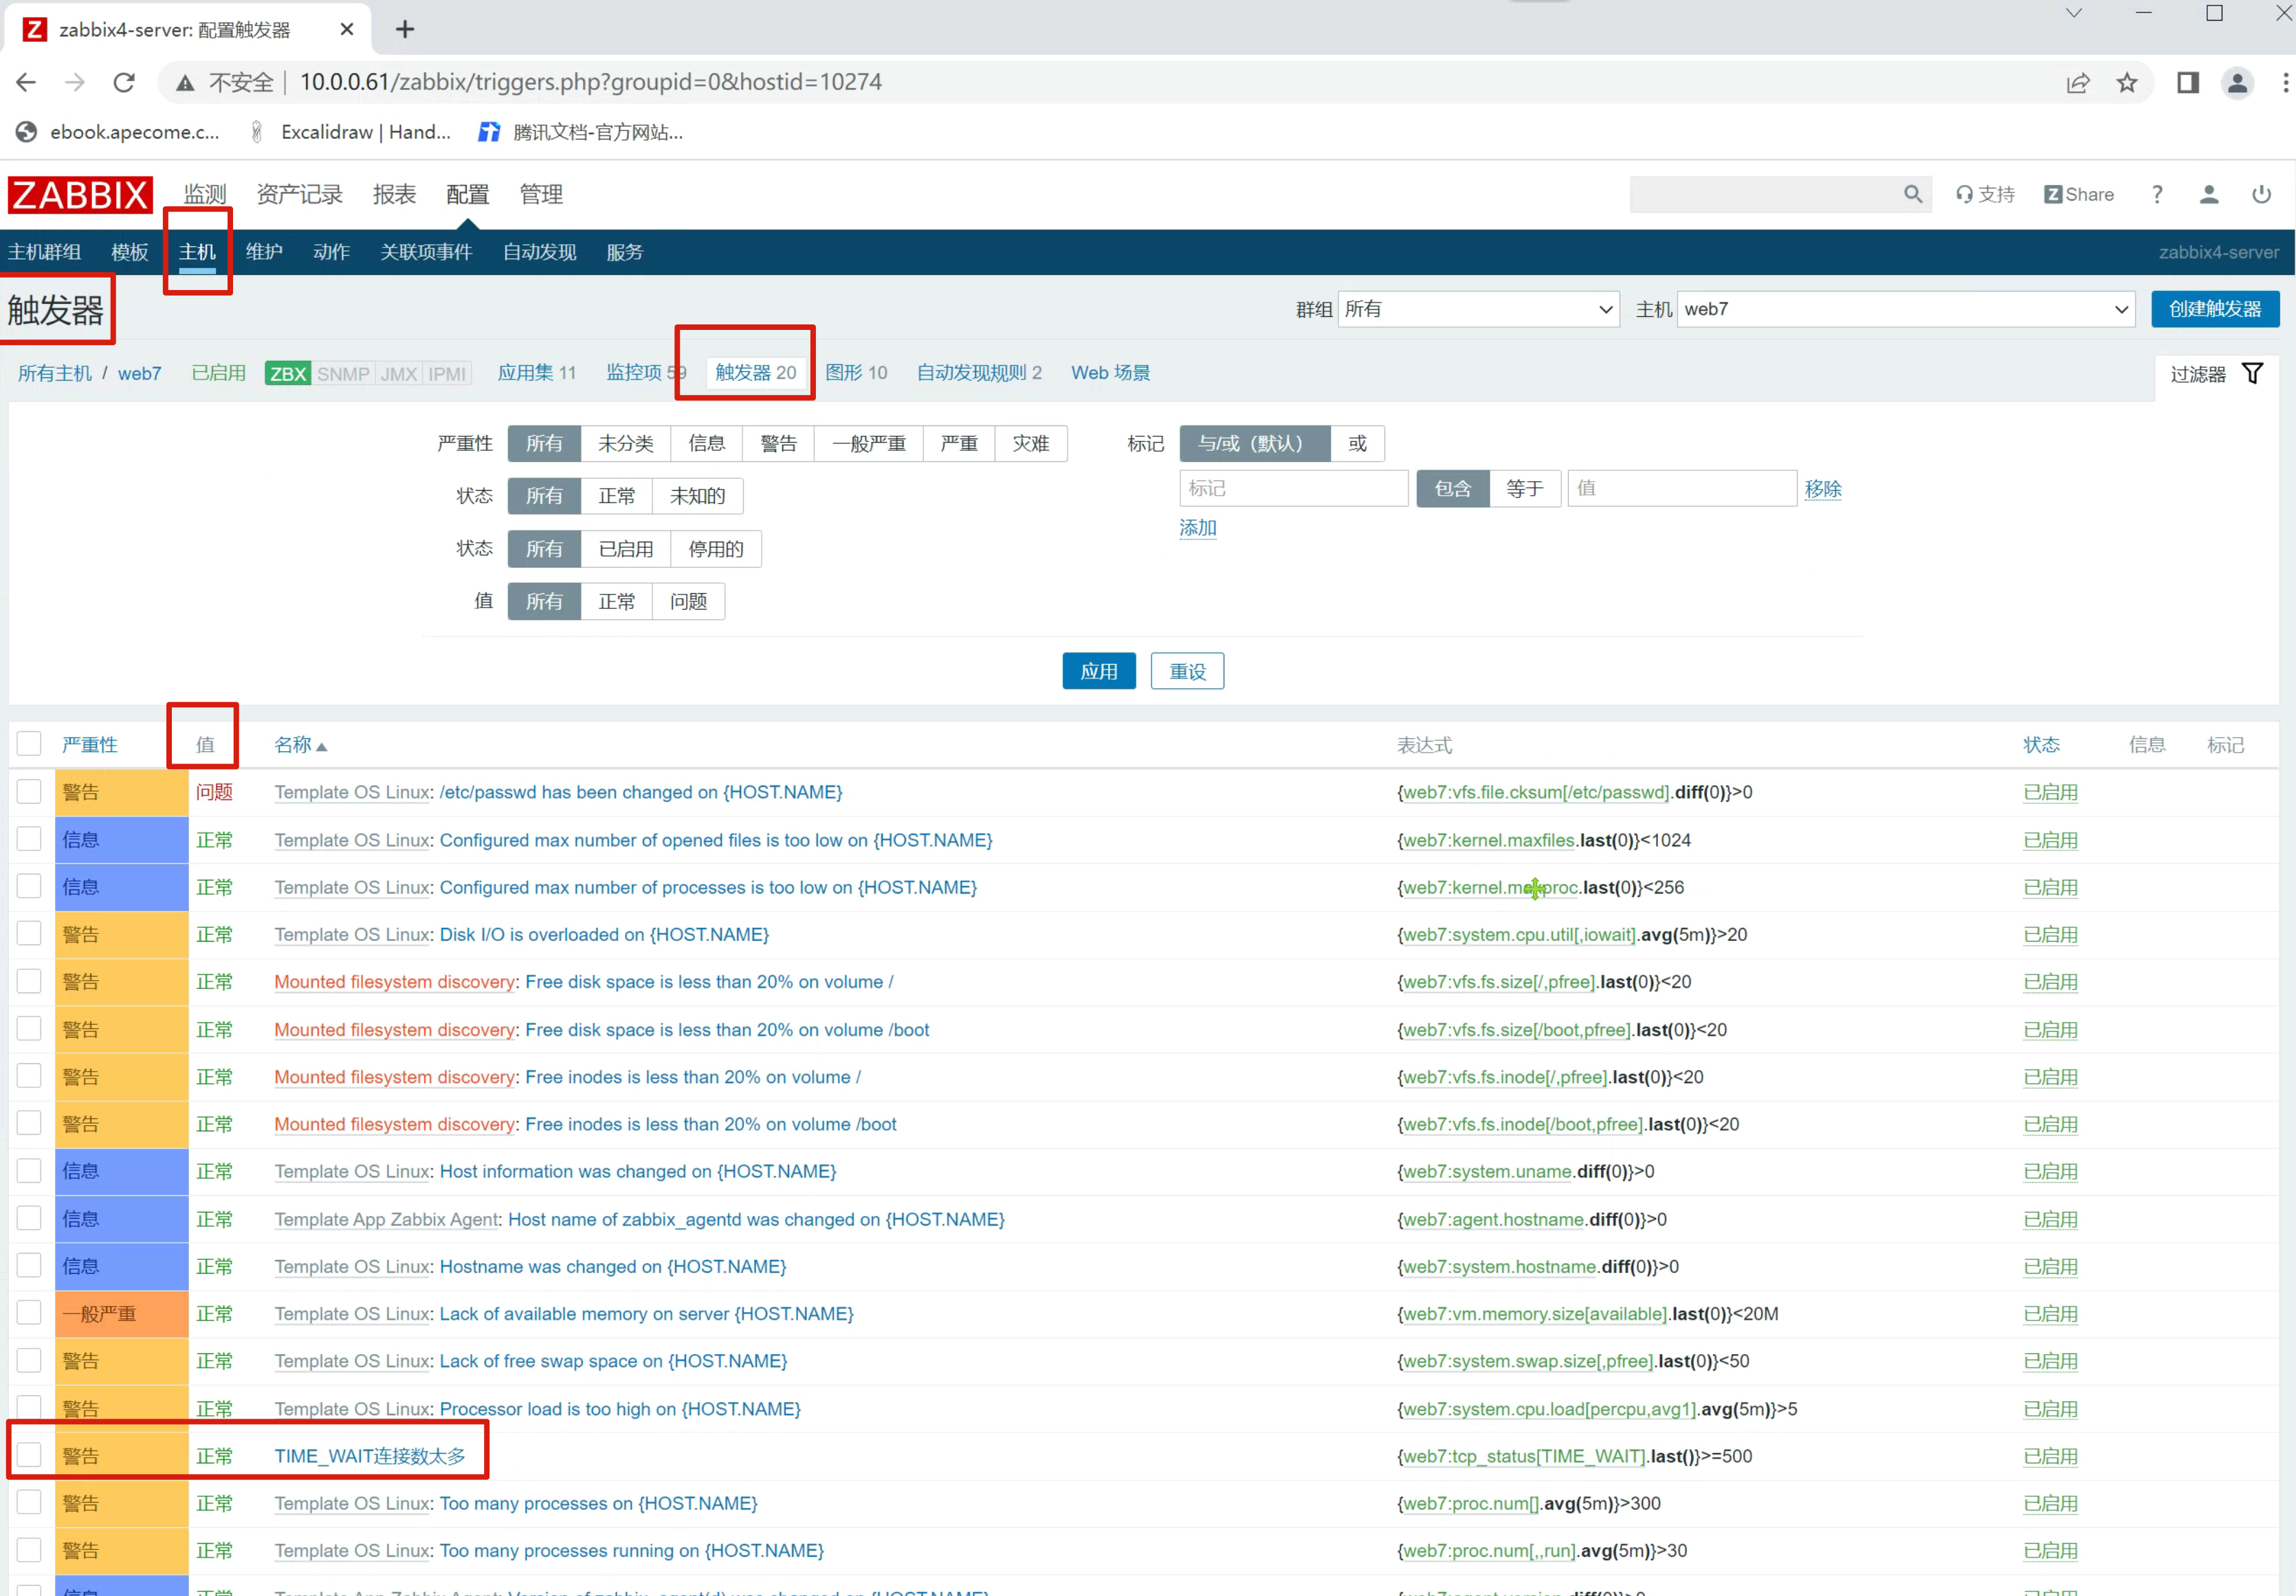 zabbix4-server: 配置触发器
不安全 10.0.0.61/zabbix/triggers.php?groupid=0&hostid=10274
ebook.apecome.c... Excalidraw | Hand... 腾讯文档-官方网站...
ZABBIX 监测 资产记录 报表 配置 管理 支持 Z Share ?
主机群组 模板 主机 维护 动作 关联项事件 自动发现 服务 zabbix4-server
触发器 群组 所有 主机 web7 创建触发器
所有主机 / web7 已启用 ZBX SNMP JMX IPMI 应用集 11 监控项 59 触发器 20 图形 10 自动发现规则 2 Web 场景 过滤器
严重性 所有 未分类 信息 警告 一般严重 严重 灾难 标记 与/或（默认） 或
标记 包含 等于 值 移除
状态 所有 正常 未知的
添加
状态 所有 已启用 停用的
值 所有 正常 问题
应用 重设
严重性 值 名称 表达式 状态 信息 标记
警告 问题 Template OS Linux: /etc/passwd has been changed on {HOST.NAME} {web7:vfs.file.cksum[/etc/passwd].diff(0)}>0 已启用
信息 正常 Template OS Linux: Configured max number of opened files is too low on {HOST.NAME} {web7:kernel.maxfiles.last(0)}<1024 已启用
信息 正常 Template OS Linux: Configured max number of processes is too low on {HOST.NAME} {web7:kernel.maxproc.last(0)}<256 已启用
警告 正常 Template OS Linux: Disk I/O is overloaded on {HOST.NAME} {web7:system.cpu.util[,iowait].avg(5m)}>20 已启用
警告 正常 Mounted filesystem discovery: Free disk space is less than 20% on volume / {web7:vfs.fs.size[/,pfree].last(0)}<20 已启用
警告 正常 Mounted filesystem discovery: Free disk space is less than 20% on volume /boot {web7:vfs.fs.size[/boot,pfree].last(0)}<20 已启用
警告 正常 Mounted filesystem discovery: Free inodes is less than 20% on volume / {web7:vfs.fs.inode[/,pfree].last(0)}<20 已启用
警告 正常 Mounted filesystem discovery: Free inodes is less than 20% on volume /boot {web7:vfs.fs.inode[/boot,pfree].last(0)}<20 已启用
信息 正常 Template OS Linux: Host information was changed on {HOST.NAME} {web7:system.uname.diff(0)}>0 已启用
信息 正常 Template App Zabbix Agent: Host name of zabbix_agentd was changed on {HOST.NAME} {web7:agent.hostname.diff(0)}>0 已启用
信息 正常 Template OS Linux: Hostname was changed on {HOST.NAME} {web7:system.hostname.diff(0)}>0 已启用
一般严重 正常 Template OS Linux: Lack of available memory on server {HOST.NAME} {web7:vm.memory.size[available].last(0)}<20M 已启用
警告 正常 Template OS Linux: Lack of free swap space on {HOST.NAME} {web7:system.swap.size[,pfree].last(0)}<50 已启用
警告 正常 Template OS Linux: Processor load is too high on {HOST.NAME} {web7:system.cpu.load[percpu,avg1].avg(5m)}>5 已启用
警告 正常 TIME_WAIT连接数太多 {web7:tcp_status[TIME_WAIT].last()}>=500 已启用
警告 正常 Template OS Linux: Too many processes on {HOST.NAME} {web7:proc.num[].avg(5m)}>300 已启用
警告 正常 Template OS Linux: Too many processes running on {HOST.NAME} {web7:proc.num[,,run].avg(5m)}>30 已启用